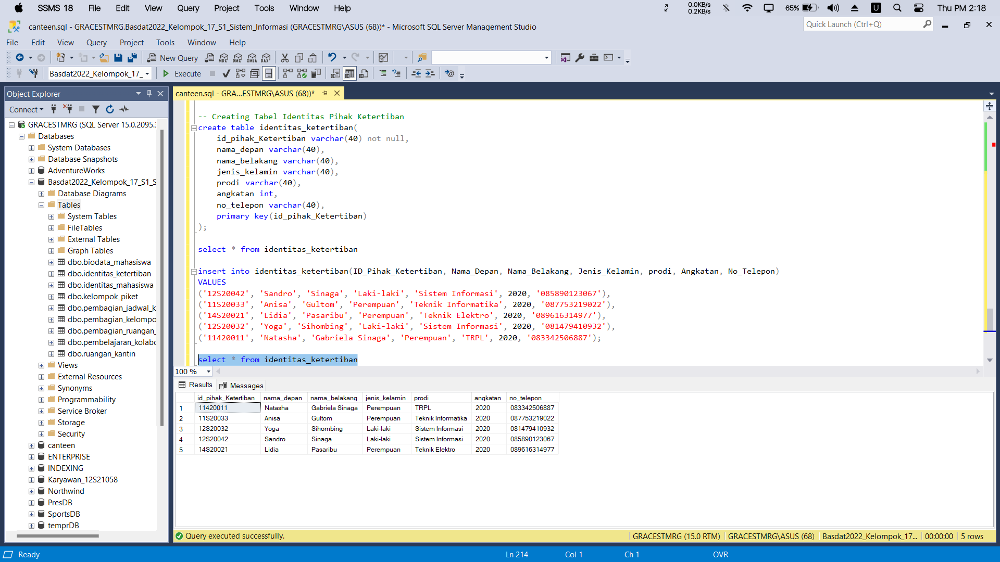 SSMS 18 File Edit View Query Project Tools Window Help 0.0KB/s 0.2KB/s 65% U Thu PM 2:18
canteen.sql - GRACESTMRG.Basdat2022_Kelompok_17_S1_Sistem_Informasi (GRACESTMRG\ASUS (68))* - Microsoft SQL Server Management Studio
Quick Launch (Ctrl+Q)
File Edit View Query Project Tools Window Help
New Query MDX DMX XMLA DAX
Basdat2022_Kelompok_17_ Execute
Object Explorer
Connect
GRACESTMRG (SQL Server 15.0.2095.3
Databases
System Databases
Database Snapshots
AdventureWorks
Basdat2022_Kelompok_17_S1_S
Database Diagrams
Tables
System Tables
FileTables
External Tables
Graph Tables
dbo.biodata_mahasiswa
dbo.identitas_ketertiban
dbo.identitas_mahasiswa
dbo.kelompok_piket
dbo.pembagian_jadwal_k
dbo.pembagian_kelompo
dbo.pembagian_ruangan_
dbo.pembelajaran_kolabo
dbo.ruangan_kantin
Views
External Resources
Synonyms
Programmability
Service Broker
Storage
Security
canteen
ENTERPRISE
INDEXING
Karyawan_12S21058
Northwind
PresDB
SportsDB
temprDB
canteen.sql - GRA...ESTMRG\ASUS (68))*
-- Creating Tabel Identitas Pihak Ketertiban
create table identitas_ketertiban(
id_pihak_Ketertiban varchar(40) not null,
nama_depan varchar(40),
nama_belakang varchar(40),
jenis_kelamin varchar(40),
prodi varchar(40),
angkatan int,
no_telepon varchar(40),
primary key(id_pihak_Ketertiban)
);
select * from identitas_ketertiban
insert into identitas_ketertiban(ID_Pihak_Ketertiban, Nama_Depan, Nama_Belakang, Jenis_Kelamin, prodi, Angkatan, No_Telepon)
VALUES
('12S20042', 'Sandro', 'Sinaga', 'Laki-laki', 'Sistem Informasi', 2020, '085890123067'),
('11S20033', 'Anisa', 'Gultom', 'Perempuan', 'Teknik Informatika', 2020, '087753219022'),
('14S20021', 'Lidia', 'Pasaribu', 'Perempuan', 'Teknik Elektro', 2020, '089616314977'),
('12S20032', 'Yoga', 'Sihombing', 'Laki-laki', 'Sistem Informasi', 2020, '081479410932'),
('11420011', 'Natasha', 'Gabriela Sinaga', 'Perempuan', 'TRPL', 2020, '083342506887');
select * from identitas_ketertiban
100 %
Results Messages
id_pihak_Ketertiban nama_depan nama_belakang jenis_kelamin prodi angkatan no_telepon
1 11420011 Natasha Gabriela Sinaga Perempuan TRPL 2020 083342506887
2 11S20033 Anisa Gultom Perempuan Teknik Informatika 2020 087753219022
3 12S20032 Yoga Sihombing Laki-laki Sistem Informasi 2020 081479410932
4 12S20042 Sandro Sinaga Laki-laki Sistem Informasi 2020 085890123067
5 14S20021 Lidia Pasaribu Perempuan Teknik Elektro 2020 089616314977
Query executed successfully. GRACESTMRG (15.0 RTM) GRACESTMRG\ASUS (68) Basdat2022_Kelompok_17... 00:00:00 5 rows
Ready Ln 214 Col 1 Ch 1 OVR